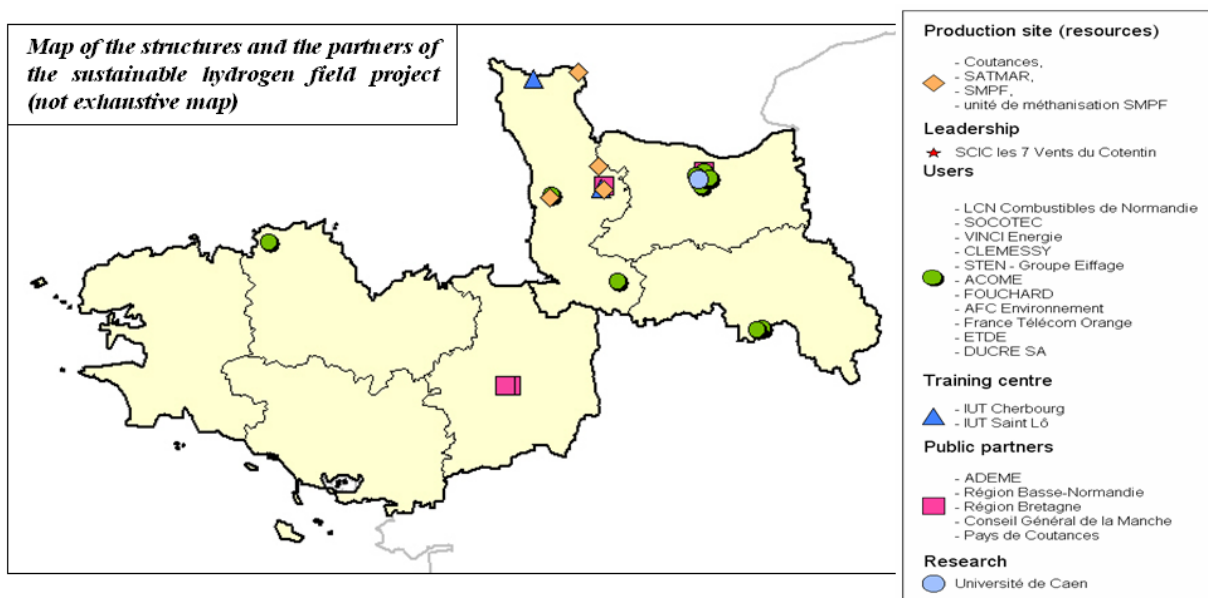 Map of the structures and the partners of
the sustainable hydrogen field project
(not exhaustive map)
Production site (resources)
- Coutances,
- SATMAR,
- SMPF,
- unité de méthanisation SMPF
Leadership
SCIC les 7 Vents du Cotentin
Users
- LCN Combustibles de Normandie
- SOCOTEC
- VINCI Energie
- CLEMESSY
- STEN - Groupe Eiffage
- ACOME
- FOUCHARD
- AFC Environnement
- France Télécom Orange
- ETDE
- DUCRE SA
Training centre
- IUT Cherbourg
- IUT Saint Lô
Public partners
- ADEME
- Région Basse-Normandie
- Région Bretagne
- Conseil Général de la Manche
- Pays de Coutances
Research
Université de Caen